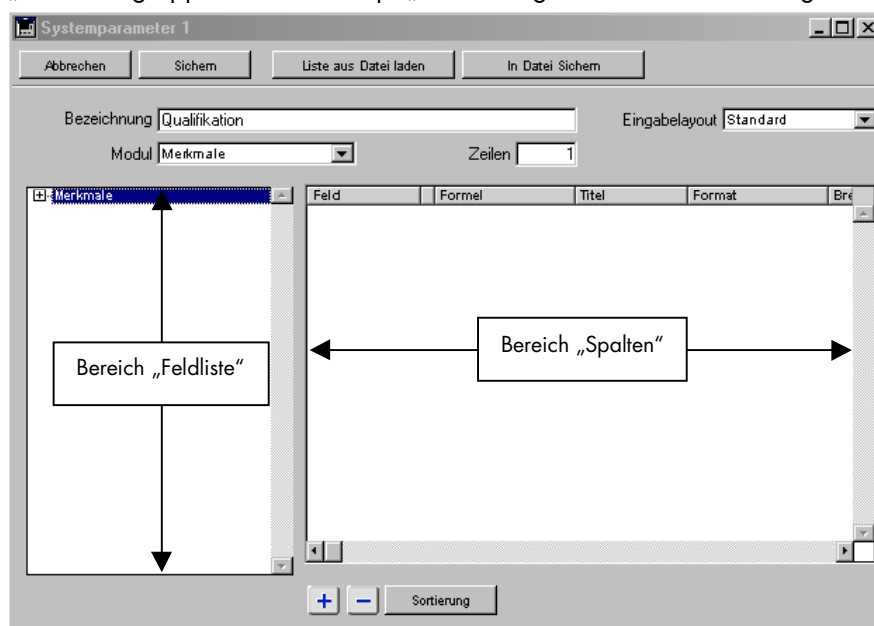 Systemparameter 1
Abbrechen Sichern Liste aus Datei laden In Datei Sichern
Bezeichnung Qualifikation Eingabelayout Standard
Modul Merkmale Zeilen 1
Merkmale
Feld Formel Titel Format Bre
Bereich „Feldliste“
Bereich „Spalten“
Sortierung